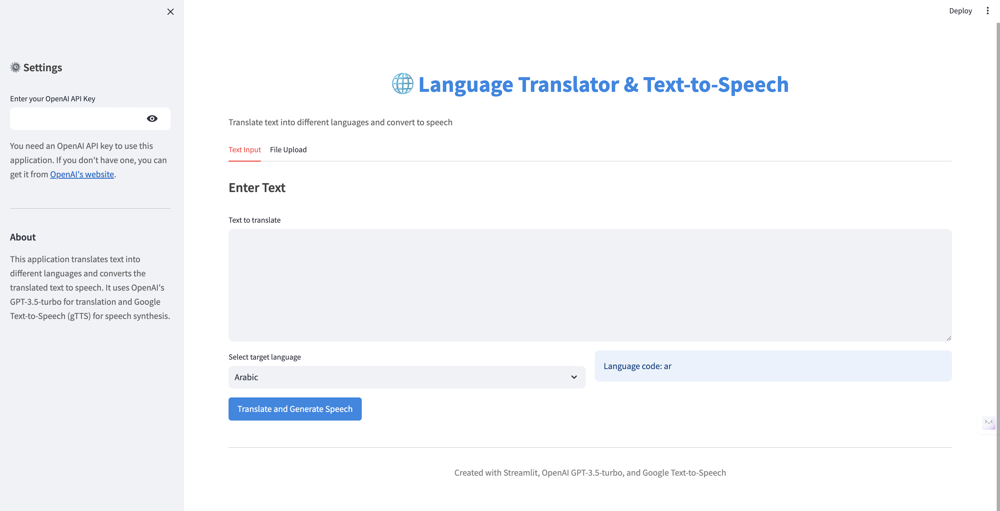 Deploy
⚙️ Settings
Enter your OpenAI API Key
You need an OpenAI API key to use this
application. If you don't have one, you can
get it from OpenAI's website.
About
This application translates text into
different languages and converts the
translated text to speech. It uses OpenAI's
GPT-3.5-turbo for translation and Google
Text-to-Speech (gTTS) for speech synthesis.
🌐 Language Translator & Text-to-Speech
Translate text into different languages and convert to speech
Text Input File Upload
Enter Text
Text to translate
Select target language
Arabic
Language code: ar
Translate and Generate Speech
Created with Streamlit, OpenAI GPT-3.5-turbo, and Google Text-to-Speech